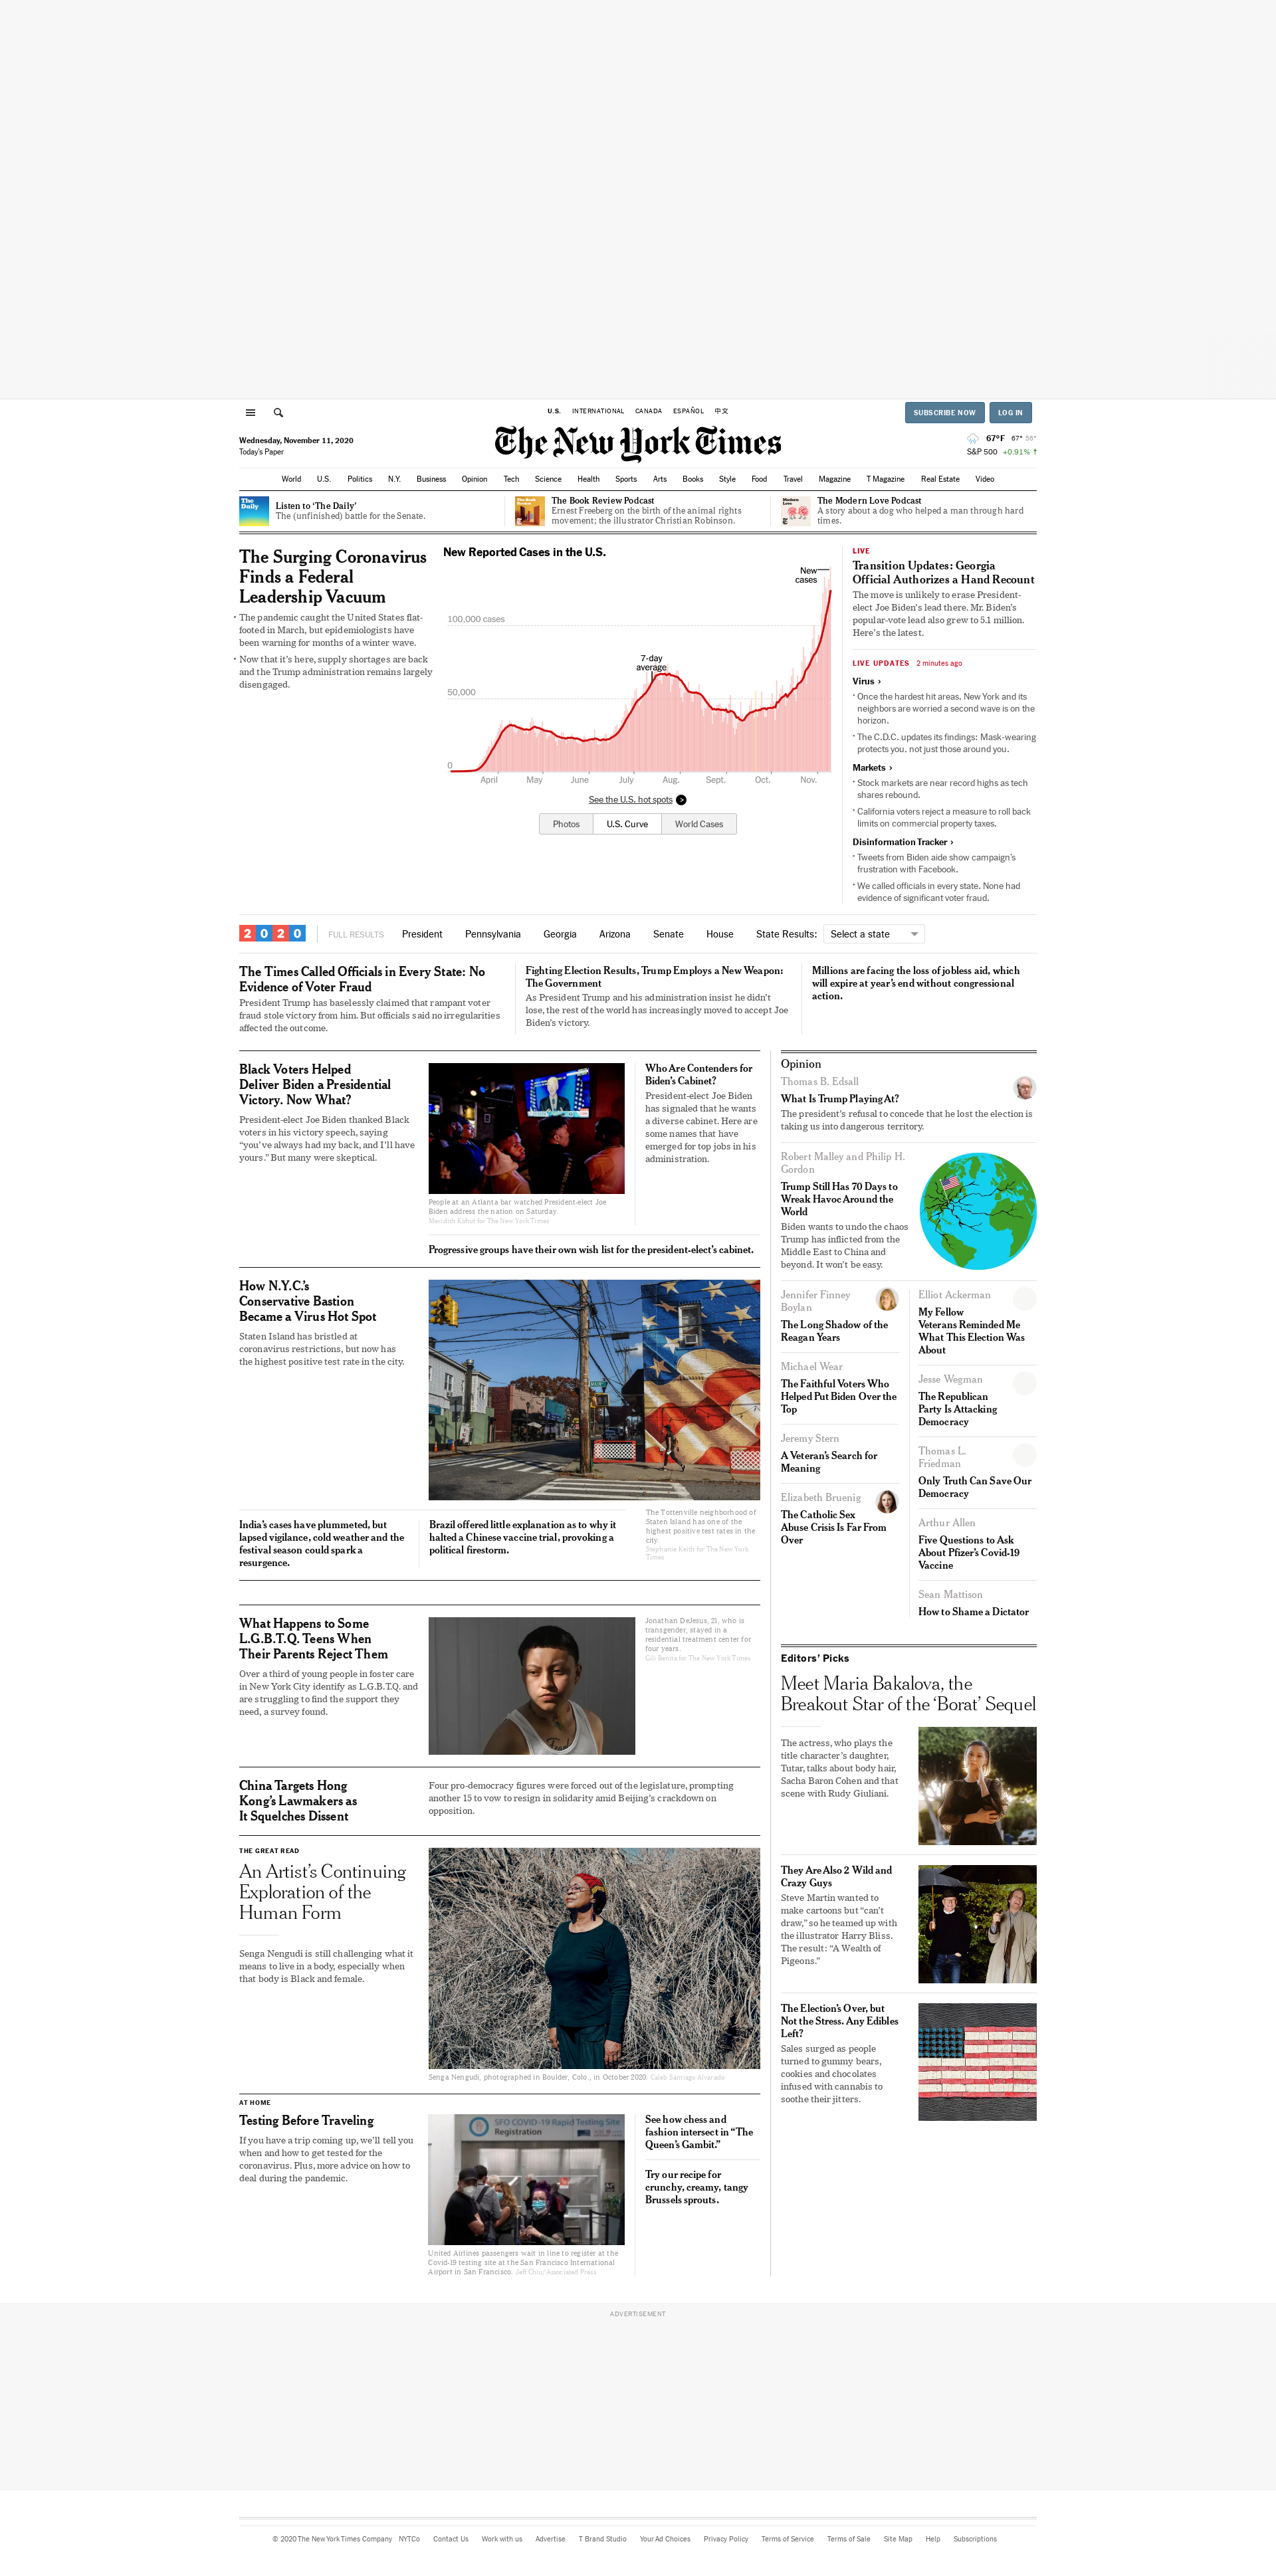 U.S. INTERNATIONAL CANADA ESPAÑOL 中文
SUBSCRIBE NOW LOG IN
Wednesday, November 11, 2020
Today's Paper
The New York Times
67°F 67° 56°
S&P 500 +0.91%
World U.S. Politics N.Y. Business Opinion Tech Science Health Sports Arts Books Style Food Travel Magazine T Magazine Real Estate Video
The
Daily
Listen to ‘The Daily’
The (unfinished) battle for the Senate.
The Book Review Podcast
Ernest Freeberg on the birth of the animal rights
movement; the illustrator Christian Robinson.
Modern
Love
The Modern Love Podcast
A story about a dog who helped a man through hard
times.
The Surging Coronavirus
Finds a Federal
Leadership Vacuum
• The pandemic caught the United States flat-
footed in March, but epidemiologists have
been warning for months of a winter wave.
• Now that it’s here, supply shortages are back
and the Trump administration remains largely
disengaged.
New Reported Cases in the U.S.
New
cases
100,000 cases
7-day
average
50,000
0
April May June July Aug. Sept. Oct. Nov.
See the U.S. hot spots >
Photos U.S. Curve World Cases
LIVE
Transition Updates: Georgia
Official Authorizes a Hand Recount
The move is unlikely to erase President-
elect Joe Biden’s lead there. Mr. Biden’s
popular-vote lead also grew to 5.1 million.
Here’s the latest.
LIVE UPDATES 2 minutes ago
Virus ›
• Once the hardest hit areas, New York and its
neighbors are worried a second wave is on the
horizon.
• The C.D.C. updates its findings: Mask-wearing
protects you, not just those around you.
Markets ›
• Stock markets are near record highs as tech
shares rebound.
• California voters reject a measure to roll back
limits on commercial property taxes.
Disinformation Tracker ›
• Tweets from Biden aide show campaign’s
frustration with Facebook.
• We called officials in every state. None had
evidence of significant voter fraud.
2020 FULL RESULTS President Pennsylvania Georgia Arizona Senate House State Results: Select a state
The Times Called Officials in Every State: No
Evidence of Voter Fraud
President Trump has baselessly claimed that rampant voter
fraud stole victory from him. But officials said no irregularities
affected the outcome.
Fighting Election Results, Trump Employs a New Weapon:
The Government
As President Trump and his administration insist he didn’t
lose, the rest of the world has increasingly moved to accept Joe
Biden’s victory.
Millions are facing the loss of jobless aid, which
will expire at year’s end without congressional
action.
Black Voters Helped
Deliver Biden a Presidential
Victory. Now What?
President-elect Joe Biden thanked Black
voters in his victory speech, saying
“you’ve always had my back, and I’ll have
yours.” But many were skeptical.
People at an Atlanta bar watched President-elect Joe
Biden address the nation on Saturday.
Meridith Kohut for The New York Times
Who Are Contenders for
Biden’s Cabinet?
President-elect Joe Biden
has signaled that he wants
a diverse cabinet. Here are
some names that have
emerged for top jobs in his
administration.
Progressive groups have their own wish list for the president-elect’s cabinet.
How N.Y.C.’s
Conservative Bastion
Became a Virus Hot Spot
Staten Island has bristled at
coronavirus restrictions, but now has
the highest positive test rate in the city.
The Tottenville neighborhood of
Staten Island has one of the
highest positive test rates in the
city.
Stephanie Keith for The New York
Times
India’s cases have plummeted, but
lapsed vigilance, cold weather and the
festival season could spark a
resurgence.
Brazil offered little explanation as to why it
halted a Chinese vaccine trial, provoking a
political firestorm.
What Happens to Some
L.G.B.T.Q. Teens When
Their Parents Reject Them
Over a third of young people in foster care
in New York City identify as L.G.B.T.Q. and
are struggling to find the support they
need, a survey found.
Jonathan DeJesus, 21, who is
transgender, stayed in a
residential treatment center for
four years.
Gili Benita for The New York Times
China Targets Hong
Kong’s Lawmakers as
It Squelches Dissent
Four pro-democracy figures were forced out of the legislature, prompting
another 15 to vow to resign in solidarity amid Beijing’s crackdown on
opposition.
THE GREAT READ
An Artist’s Continuing
Exploration of the
Human Form
Senga Nengudi is still challenging what it
means to live in a body, especially when
that body is Black and female.
Senga Nengudi, photographed in Boulder, Colo., in October 2020. Caleb Santiago Alvarado
AT HOME
Testing Before Traveling
If you have a trip coming up, we’ll tell you
when and how to get tested for the
coronavirus. Plus, more advice on how to
deal during the pandemic.
SFO COVID-19 Rapid Testing Site
Registration
United Airlines passengers wait in line to register at the
Covid-19 testing site at the San Francisco International
Airport in San Francisco. Jeff Chiu/Associated Press
See how chess and
fashion intersect in “The
Queen’s Gambit.”
Try our recipe for
crunchy, creamy, tangy
Brussels sprouts.
Opinion
Thomas B. Edsall
What Is Trump Playing At?
The president’s refusal to concede that he lost the election is
taking us into dangerous territory.
Robert Malley and Philip H.
Gordon
Trump Still Has 70 Days to
Wreak Havoc Around the
World
Biden wants to undo the chaos
Trump has inflicted from the
Middle East to China and
beyond. It won’t be easy.
Jennifer Finney
Boylan
The Long Shadow of the
Reagan Years
Michael Wear
The Faithful Voters Who
Helped Put Biden Over the
Top
Jeremy Stern
A Veteran’s Search for
Meaning
Elizabeth Bruenig
The Catholic Sex
Abuse Crisis Is Far From
Over
Elliot Ackerman
My Fellow
Veterans Reminded Me
What This Election Was
About
Jesse Wegman
The Republican
Party Is Attacking
Democracy
Thomas L.
Friedman
Only Truth Can Save Our
Democracy
Arthur Allen
Five Questions to Ask
About Pfizer’s Covid-19
Vaccine
Sean Mattison
How to Shame a Dictator
Editors’ Picks
Meet Maria Bakalova, the
Breakout Star of the ‘Borat’ Sequel
The actress, who plays the
title character’s daughter,
Tutar, talks about body hair,
Sacha Baron Cohen and that
scene with Rudy Giuliani.
They Are Also 2 Wild and
Crazy Guys
Steve Martin wanted to
make cartoons but “can’t
draw,” so he teamed up with
the illustrator Harry Bliss.
The result: “A Wealth of
Pigeons.”
The Election’s Over, but
Not the Stress. Any Edibles
Left?
Sales surged as people
turned to gummy bears,
cookies and chocolates
infused with cannabis to
soothe their jitters.
ADVERTISEMENT
© 2020 The New York Times Company NYTCo Contact Us Work with us Advertise T Brand Studio Your Ad Choices Privacy Policy Terms of Service Terms of Sale Site Map Help Subscriptions